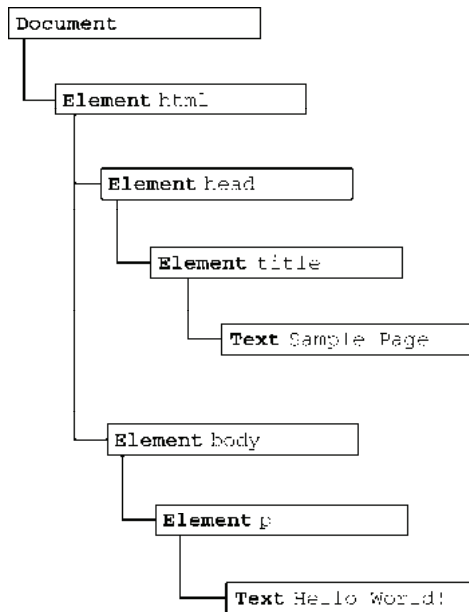 Document
Element html
Element head
Element title
Text Sample Page
Element body
Element p
Text Hello World!